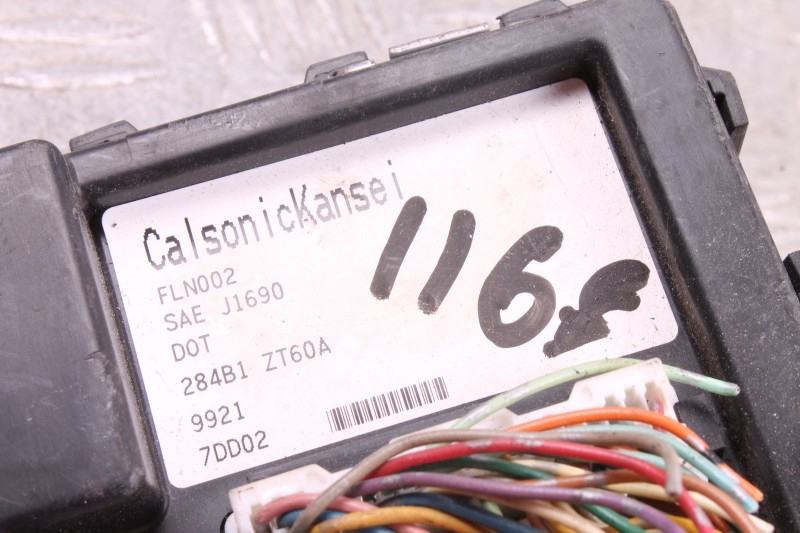 CalsonicKansei
FLN002
SAE J1690
DOT
284B1 ZT60A
9921
7DD02
116